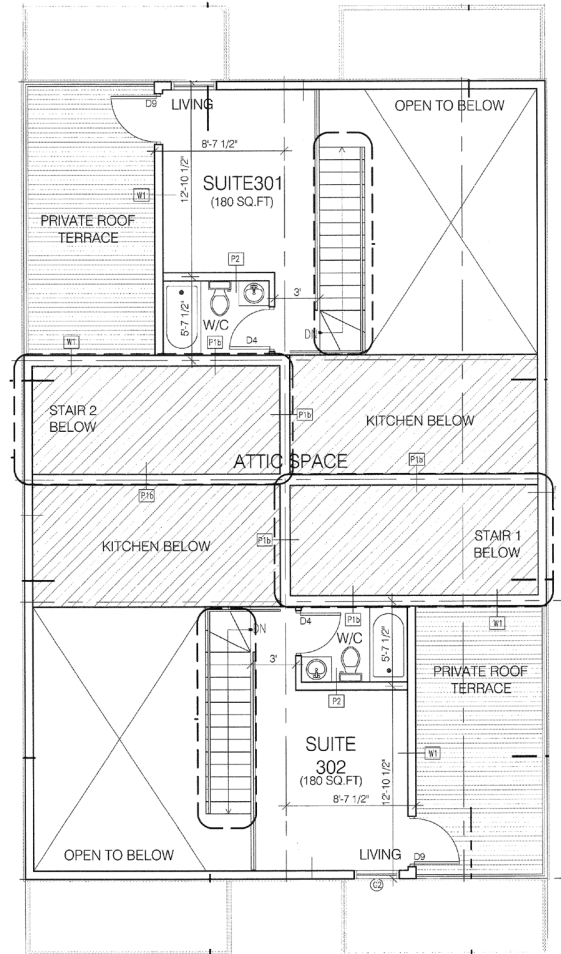 D9
LIVING
OPEN TO BELOW
8'-7 1/2"
12'-10 1/2"
SUITE301
(180 SQ.FT)
W1
PRIVATE ROOF
TERRACE
P2
3'
5'-7 1/2"
W/C
D4
DN
W1
P1b
STAIR 2
BELOW
P1b
KITCHEN BELOW
ATTIC SPACE
P1b
P1b
P1b
KITCHEN BELOW
STAIR 1
BELOW
D4
P1b
W1
DN
W/C
5'-7 1/2"
3'
PRIVATE ROOF
TERRACE
P2
SUITE
302
(180 SQ.FT)
W1
12'-10 1/2"
8'-7 1/2"
OPEN TO BELOW
LIVING
D9
C2